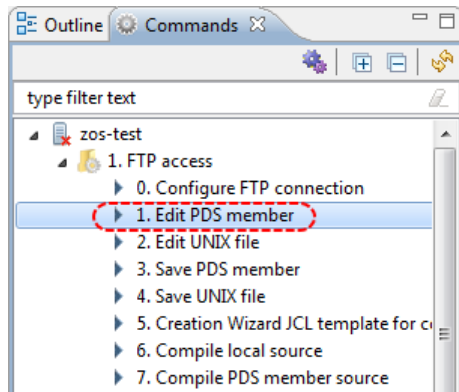 Outline Commands
type filter text
zos-test
1. FTP access
0. Configure FTP connection
1. Edit PDS member
2. Edit UNIX file
3. Save PDS member
4. Save UNIX file
5. Creation Wizard JCL template for c
6. Compile local source
7. Compile PDS member source